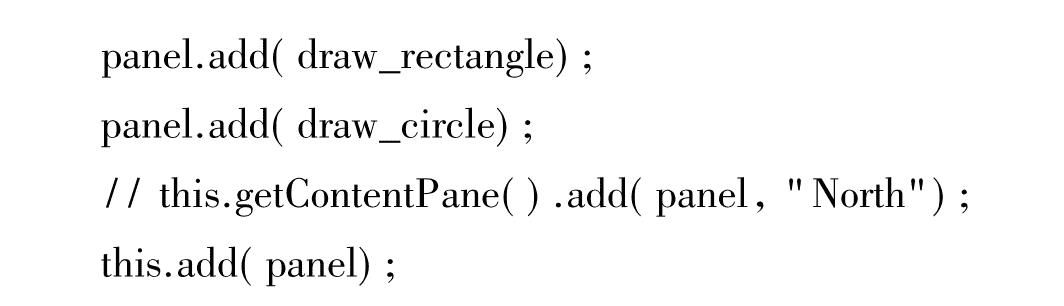 panel.add( draw_rectangle) ;
panel.add( draw_circle) ;
// this.getContentPane( ) .add( panel, "North") ;
this.add( panel) ;